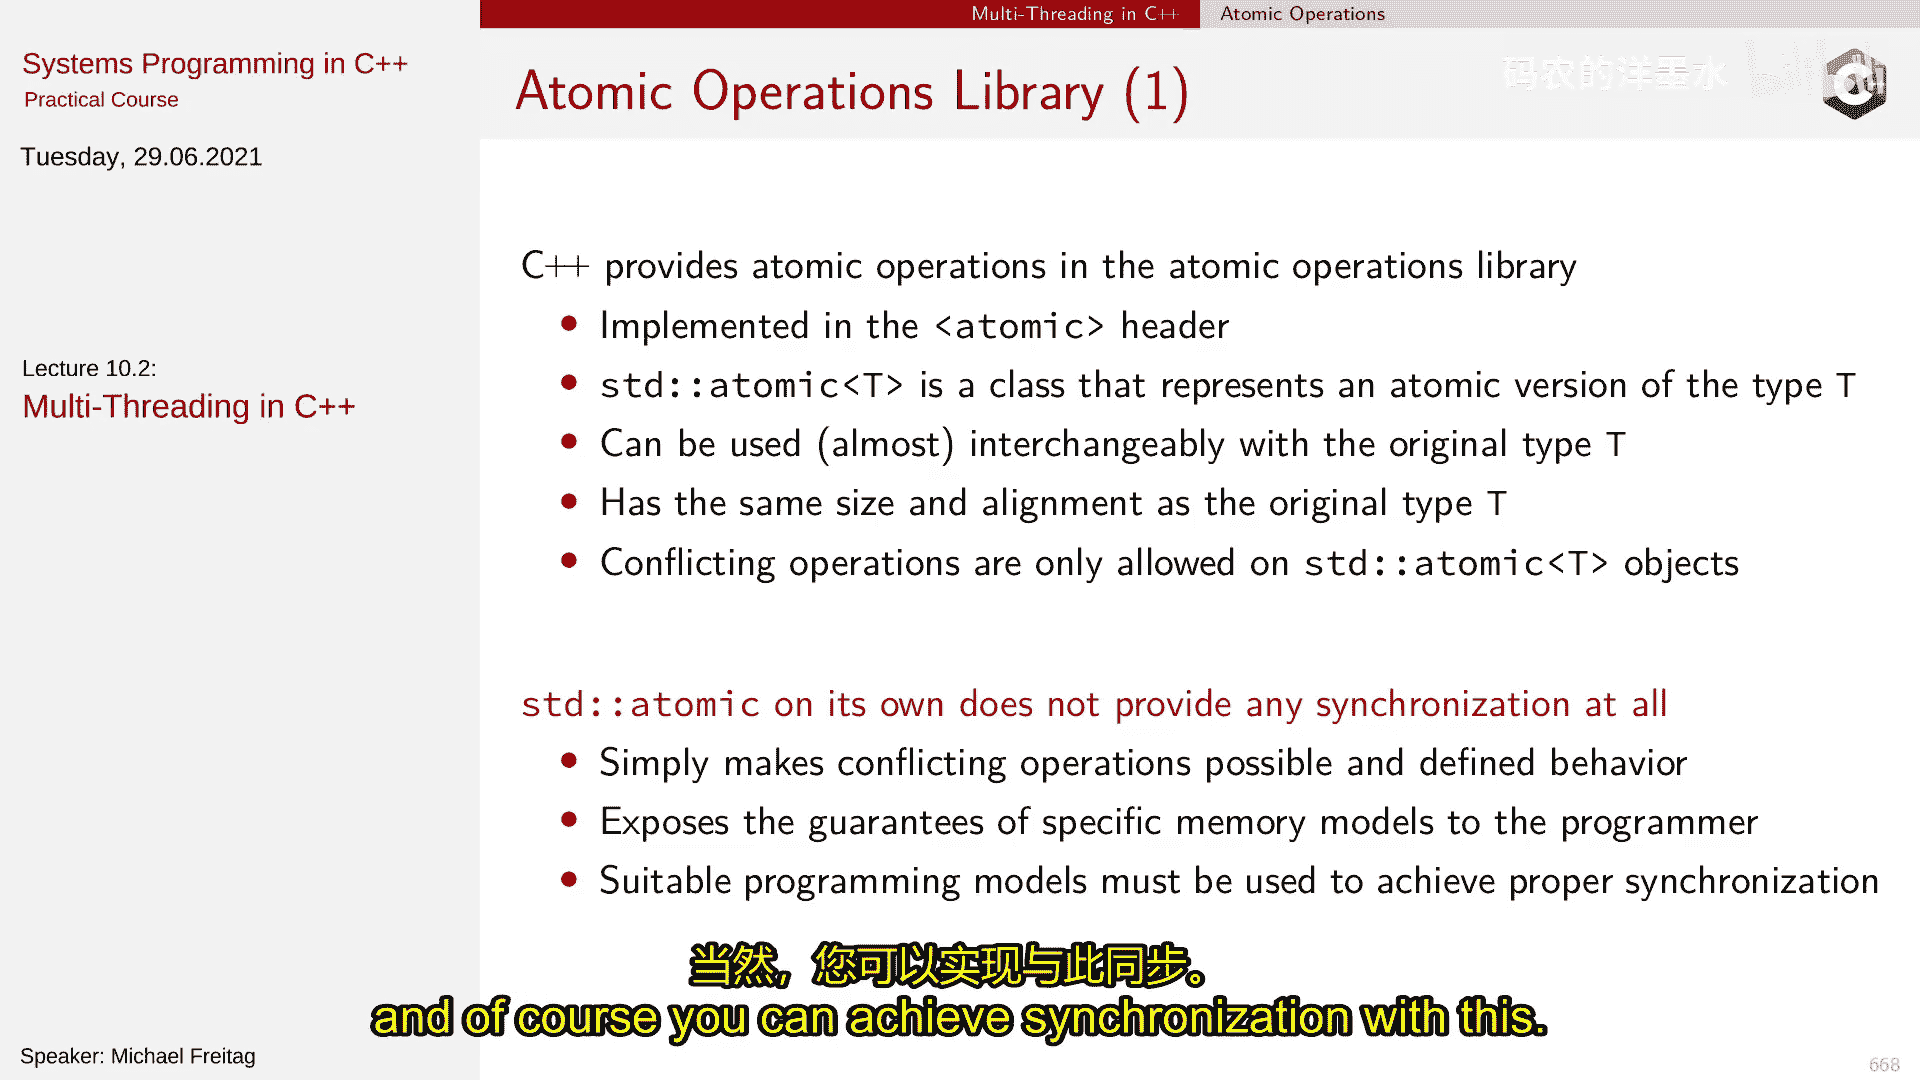 Multi-Threading in C++
Atomic Operations
Systems Programming in C++
Practical Course
Tuesday, 29.06.2021
Lecture 10.2:
Multi-Threading in C++
Atomic Operations Library (1)
码农的洋墨水
C++ provides atomic operations in the atomic operations library
• Implemented in the <atomic> header
• std::atomic<T> is a class that represents an atomic version of the type T
• Can be used (almost) interchangeably with the original type T
• Has the same size and alignment as the original type T
• Conflicting operations are only allowed on std::atomic<T> objects
std::atomic on its own does not provide any synchronization at all
• Simply makes conflicting operations possible and defined behavior
• Exposes the guarantees of specific memory models to the programmer
• Suitable programming models must be used to achieve proper synchronization
当然，您可以实现与此同步。
and of course you can achieve synchronization with this.
Speaker: Michael Freitag
668